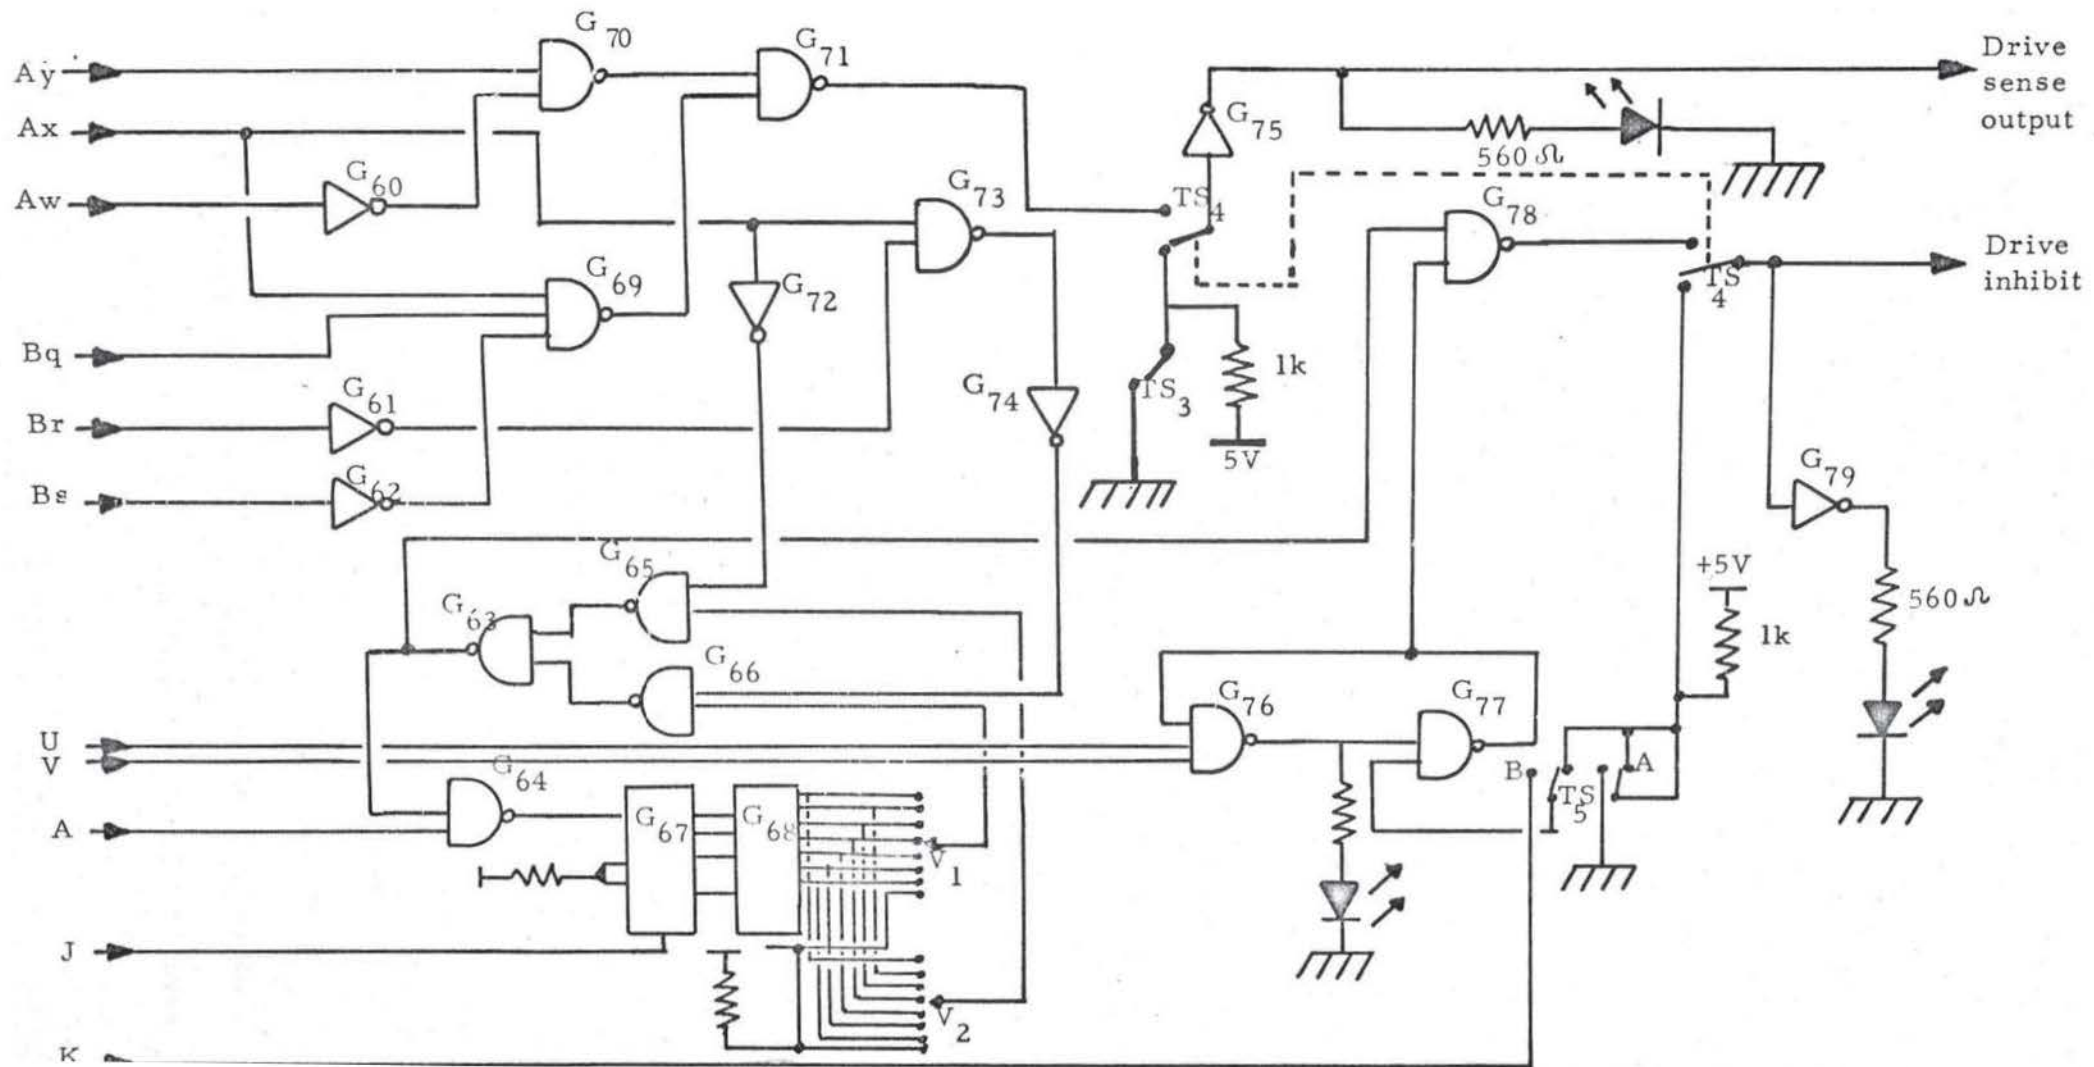 Ay
Ax
Aw
Bq
Br
Bs
U
V
A
J
K
G70
G71
G60
G69
G61
G62
G72
G73
G74
G75
560 Ω
TS4
TS3
1k
5V
G78
TS4
Drive
sense
output
Drive
inhibit
G79
560 Ω
+5V
1k
G65
G63
G66
G64
G67
G68
V1
V2
G76
G77
B
TS5
A